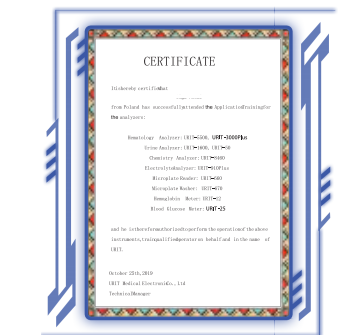 CERTIFICATE
It is hereby certified that
from Poland has successfully attended the Application Training for
the analyzers:
Hematology Analyzer: URIT-5500, URIT-3000Plus
Urine Analyzer: URIT-1600, URIT-50
Chemistry Analyzer: URIT-8460
Electrolyte Analyzer: URIT-910Plus
Microplate Reader: URIT-660
Microplate Washer: URIT-670
Hemoglobin Meter: URIT-12
Blood Glucose Meter: URIT-25
and he is therefore authorized to perform the operation of the above
instruments, train qualified operator on behalf and in the name of
URIT.
October 25th, 2019
URIT Medical Electronic Co., Ltd
Technical Manager